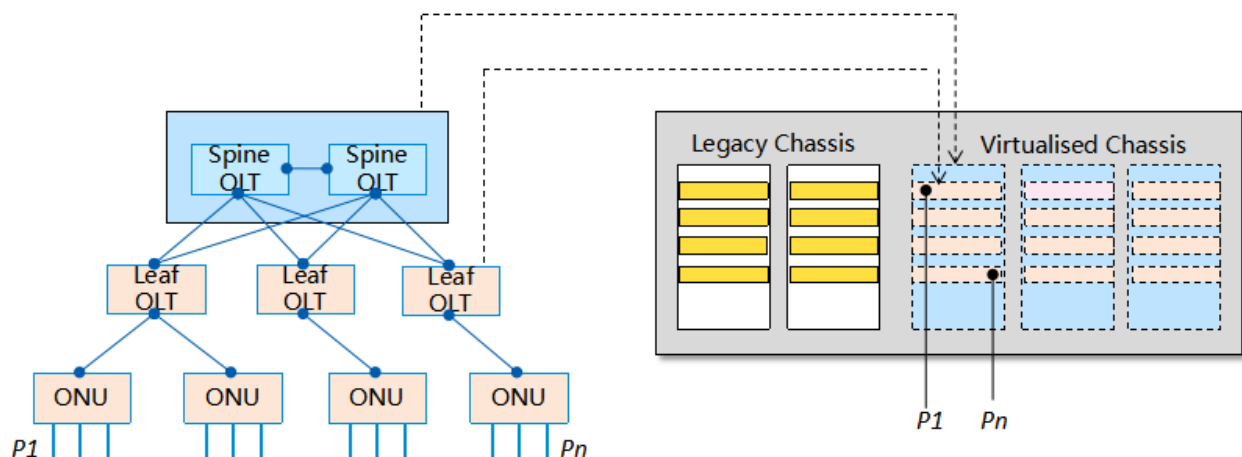 Legacy Chassis
Virtualised Chassis
Spine
OLT
Spine
OLT
Leaf
OLT
Leaf
OLT
Leaf
OLT
ONU
ONU
ONU
ONU
P1
Pn
P1
Pn